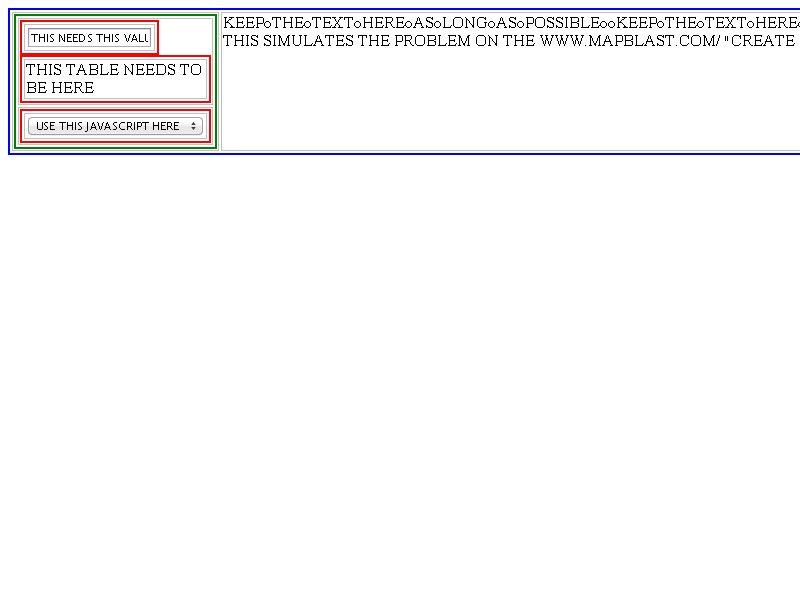 THIS NEEDS THIS VALU
THIS TABLE NEEDS TO
BE HERE
USE THIS JAVASCRIPT HERE
KEEPoTHEoTEXToHEREoASoLONGoASoPOSSIBLEooKEEPoTHEoTEXToHEREo
THIS SIMULATES THE PROBLEM ON THE WWW.MAPBLAST.COM/ "CREATE